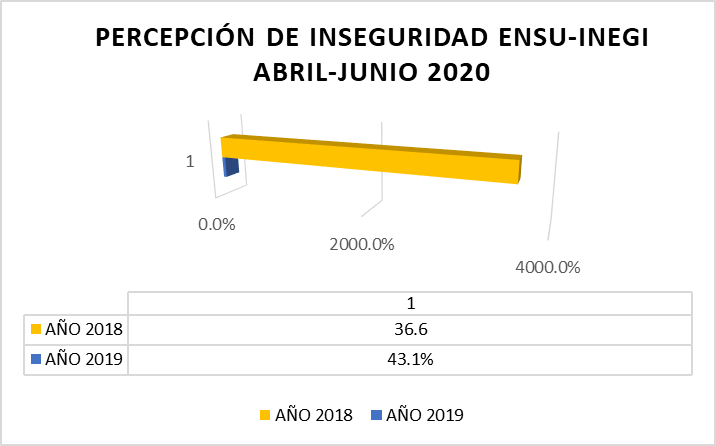 PERCEPCIÓN DE INSEGURIDAD ENSU-INEGI
ABRIL-JUNIO 2020
1
0.0%
2000.0%
4000.0%
1
AÑO 2018 36.6
AÑO 2019 43.1%
AÑO 2018 AÑO 2019